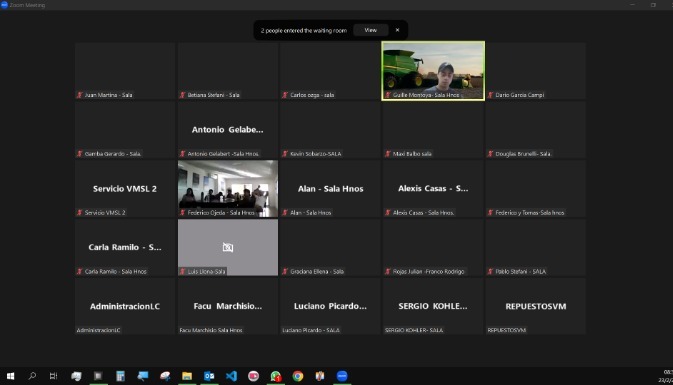 Zoom Meeting
2 people entered the waiting room View
Juan Martina - Sala
Betiana Stefani - Sala
Carlos ozga - sala
Guille Montoya- Sala Hnos
Dario Garcia Campi
Gamba Gerardo - Sala.
Antonio Gelabe...
Antonio Gelabert -Sala Hnos.
Kevin Sobarzo-SALA
Maxi Balbo sala
Douglas Brunelli- Sala.
Servicio VMSL 2
Servicio VMSL 2
Federico Ojeda - Sala Hnos
Alan - Sala Hnos
Alan - Sala Hnos
Alexis Casas - S...
Alexis Casas - Sala Hnos.
Federico y Tomas-Sala hnos
Carla Ramilo - S...
Carla Ramilo - Sala Hnos
Luis Llona-Sala
Graciana Ellena - Sala
Rojas Julian -Franco Rodrigo
Pablo Stefani - SALA
AdministracionLC
AdministracionLC
Facu Marchisio...
Facu Marchisio Sala Hnos
Luciano Picardo...
Luciano Picardo - SALA
SERGIO KOHLE...
SERGIO KOHLER- SALA
REPUESTOSVM
REPUESTOSVM